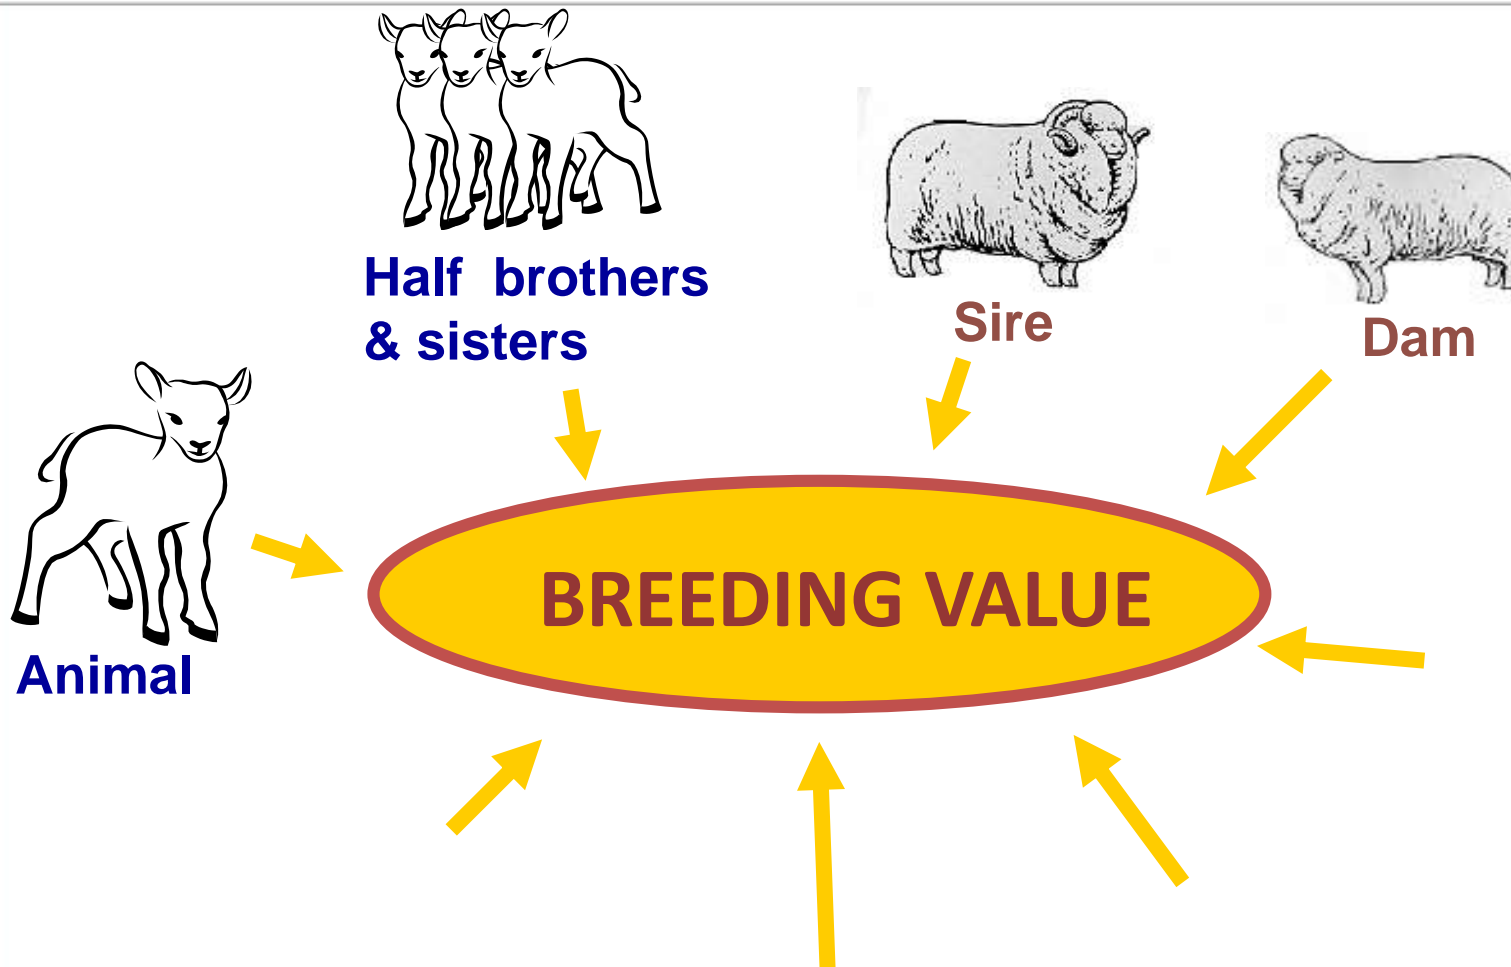 Half brothers
& sisters
Sire
Dam
Animal
BREEDING VALUE